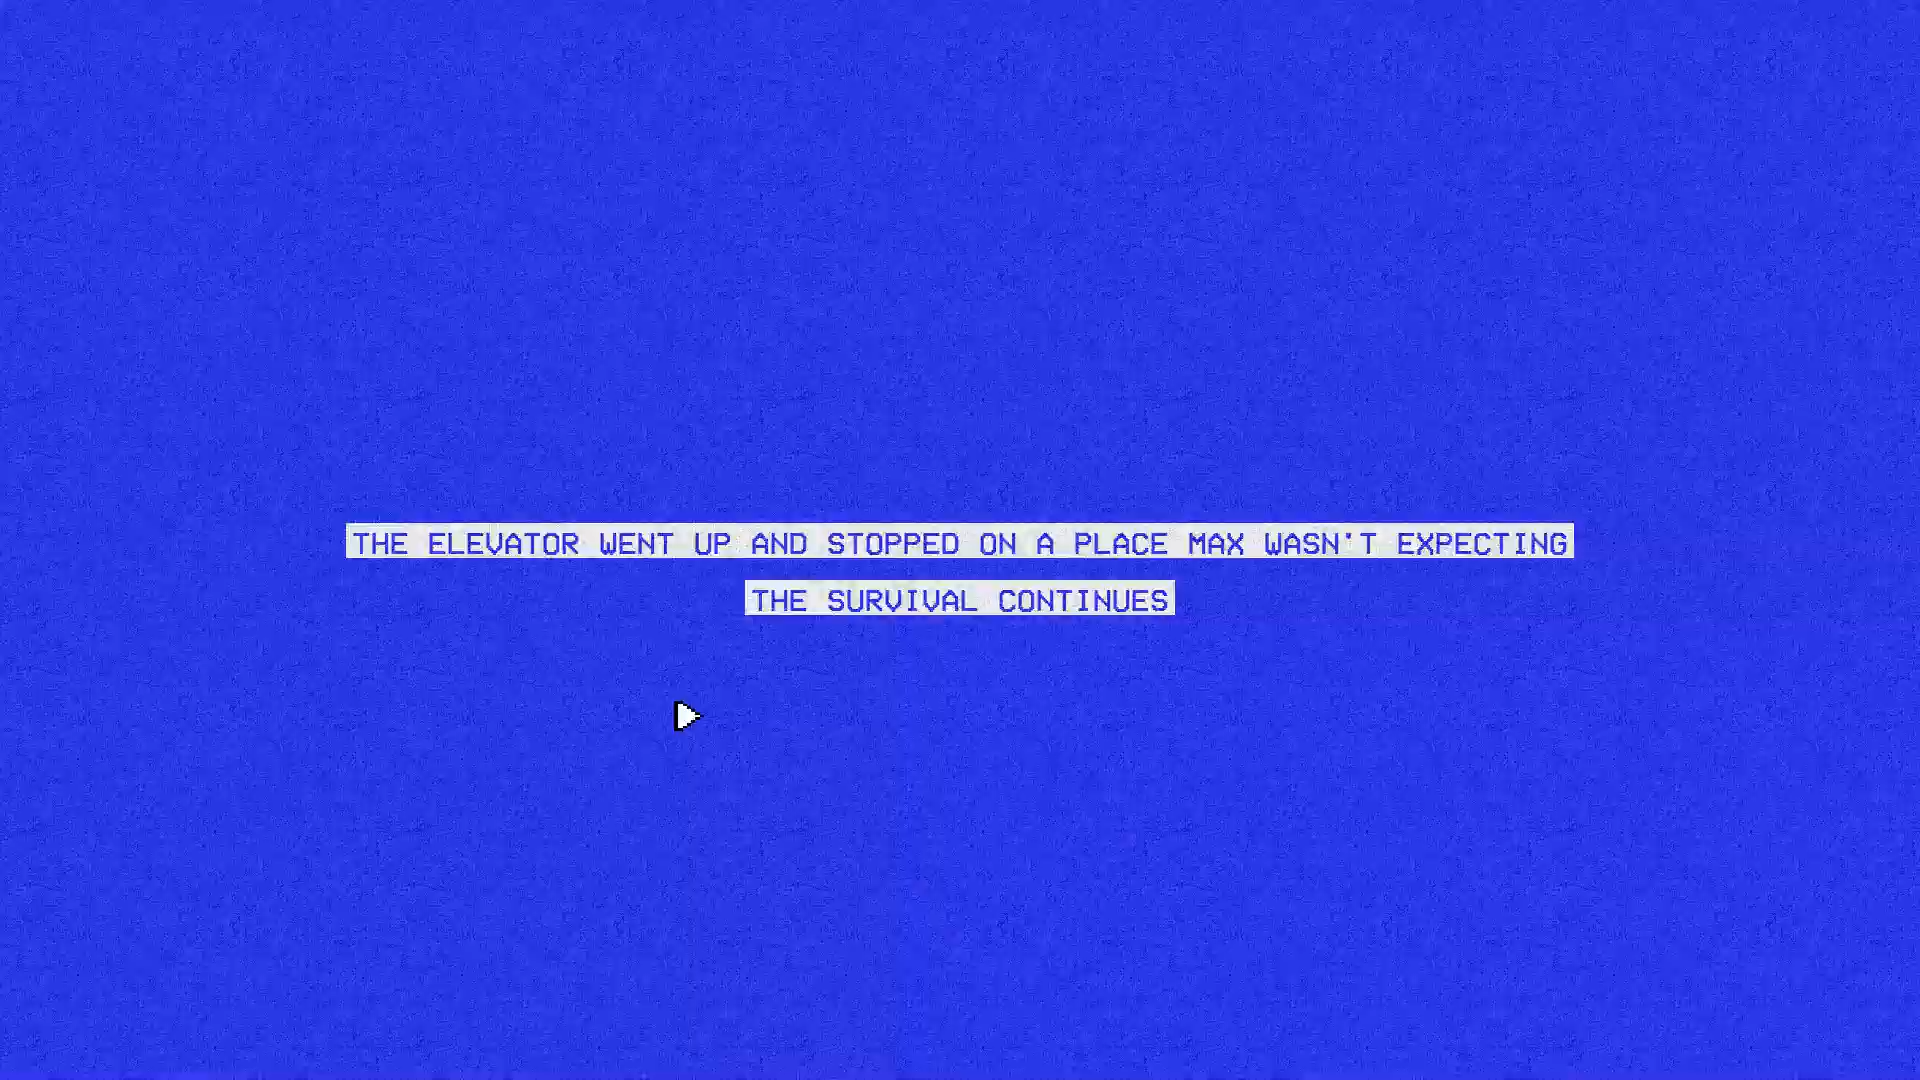 THE ELEVATOR WENT UP AND STOPPED ON A PLACE MAX WASN'T EXPECTING
THE SURVIVAL CONTINUES